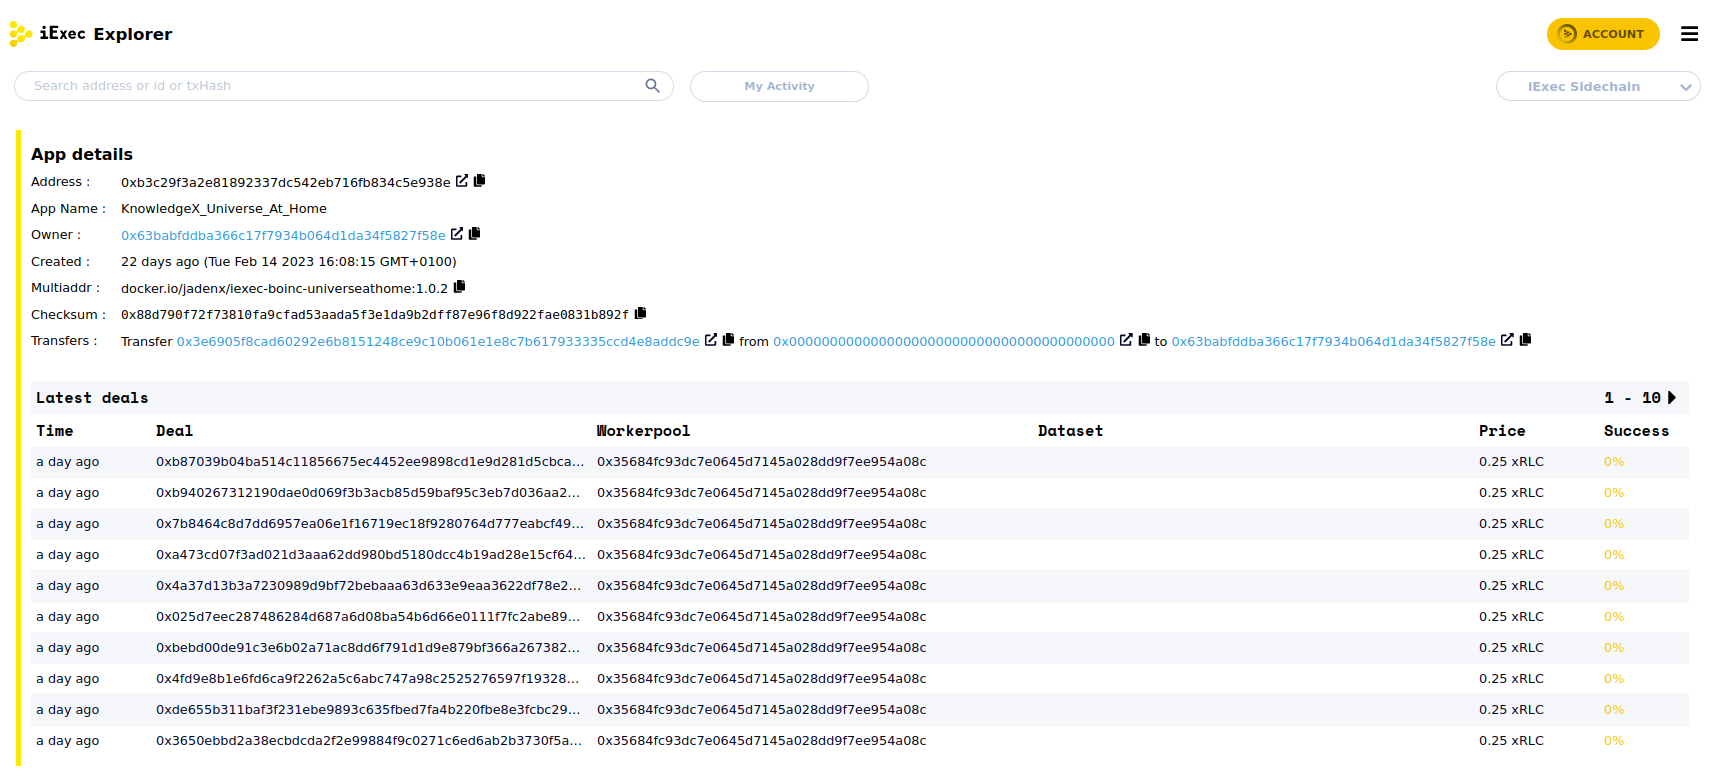 iExec Explorer
ACCOUNT
Search address or id or txHash
My Activity
iExec Sidechain
App details
Address : 0xb3c29f3a2e81892337dc542eb716fb834c5e938e
App Name : KnowledgeX_Universe_At_Home
Owner : 0x63babfddba366c17f7934b064d1da34f5827f58e
Created : 22 days ago (Tue Feb 14 2023 16:08:15 GMT+0100)
Multiaddr : docker.io/jadenx/iexec-boinc-universeathome:1.0.2
Checksum : 0x88d790f72f73810fa9cfad53aada5f3e1da9b2dff87e96f8d922fae0831b892f
Transfers : Transfer 0x3e6905f8cad60292e6b8151248ce9c10b061e1e8c7b617933335ccd4e8addc9e from 0x0000000000000000000000000000000000000000 to 0x63babfddba366c17f7934b064d1da34f5827f58e
Latest deals 1 - 10
Time Deal Workerpool Dataset Price Success
a day ago 0xb87039b04ba514c11856675ec4452ee9898cd1e9d281d5cbca... 0x35684fc93dc7e0645d7145a028dd9f7ee954a08c 0.25 xRLC 0%
a day ago 0xb940267312190dae0d069f3b3acb85d59baf95c3eb7d036aa2... 0x35684fc93dc7e0645d7145a028dd9f7ee954a08c 0.25 xRLC 0%
a day ago 0x7b8464c8d7dd6957ea06e1f16719ec18f9280764d777eabcf49... 0x35684fc93dc7e0645d7145a028dd9f7ee954a08c 0.25 xRLC 0%
a day ago 0xa473cd07f3ad021d3aaa62dd980bd5180dcc4b19ad28e15cf64... 0x35684fc93dc7e0645d7145a028dd9f7ee954a08c 0.25 xRLC 0%
a day ago 0x4a37d13b3a7230989d9bf72bebaaa63d633e9eaa3622df78e2... 0x35684fc93dc7e0645d7145a028dd9f7ee954a08c 0.25 xRLC 0%
a day ago 0x025d7eec287486284d687a6d08ba54b6d66e0111f7fc2abe89... 0x35684fc93dc7e0645d7145a028dd9f7ee954a08c 0.25 xRLC 0%
a day ago 0xbebd00de91c3e6b02a71ac8dd6f791d1d9e879bf366a267382... 0x35684fc93dc7e0645d7145a028dd9f7ee954a08c 0.25 xRLC 0%
a day ago 0x4fd9e8b1e6fd6ca9f2262a5c6abc747a98c2525276597f19328... 0x35684fc93dc7e0645d7145a028dd9f7ee954a08c 0.25 xRLC 0%
a day ago 0xde655b311baf3f231ebe9893c635fbed7fa4b220fbe8e3fcbc29... 0x35684fc93dc7e0645d7145a028dd9f7ee954a08c 0.25 xRLC 0%
a day ago 0x3650ebbd2a38ecbdcda2f2e99884f9c0271c6ed6ab2b3730f5a... 0x35684fc93dc7e0645d7145a028dd9f7ee954a08c 0.25 xRLC 0%